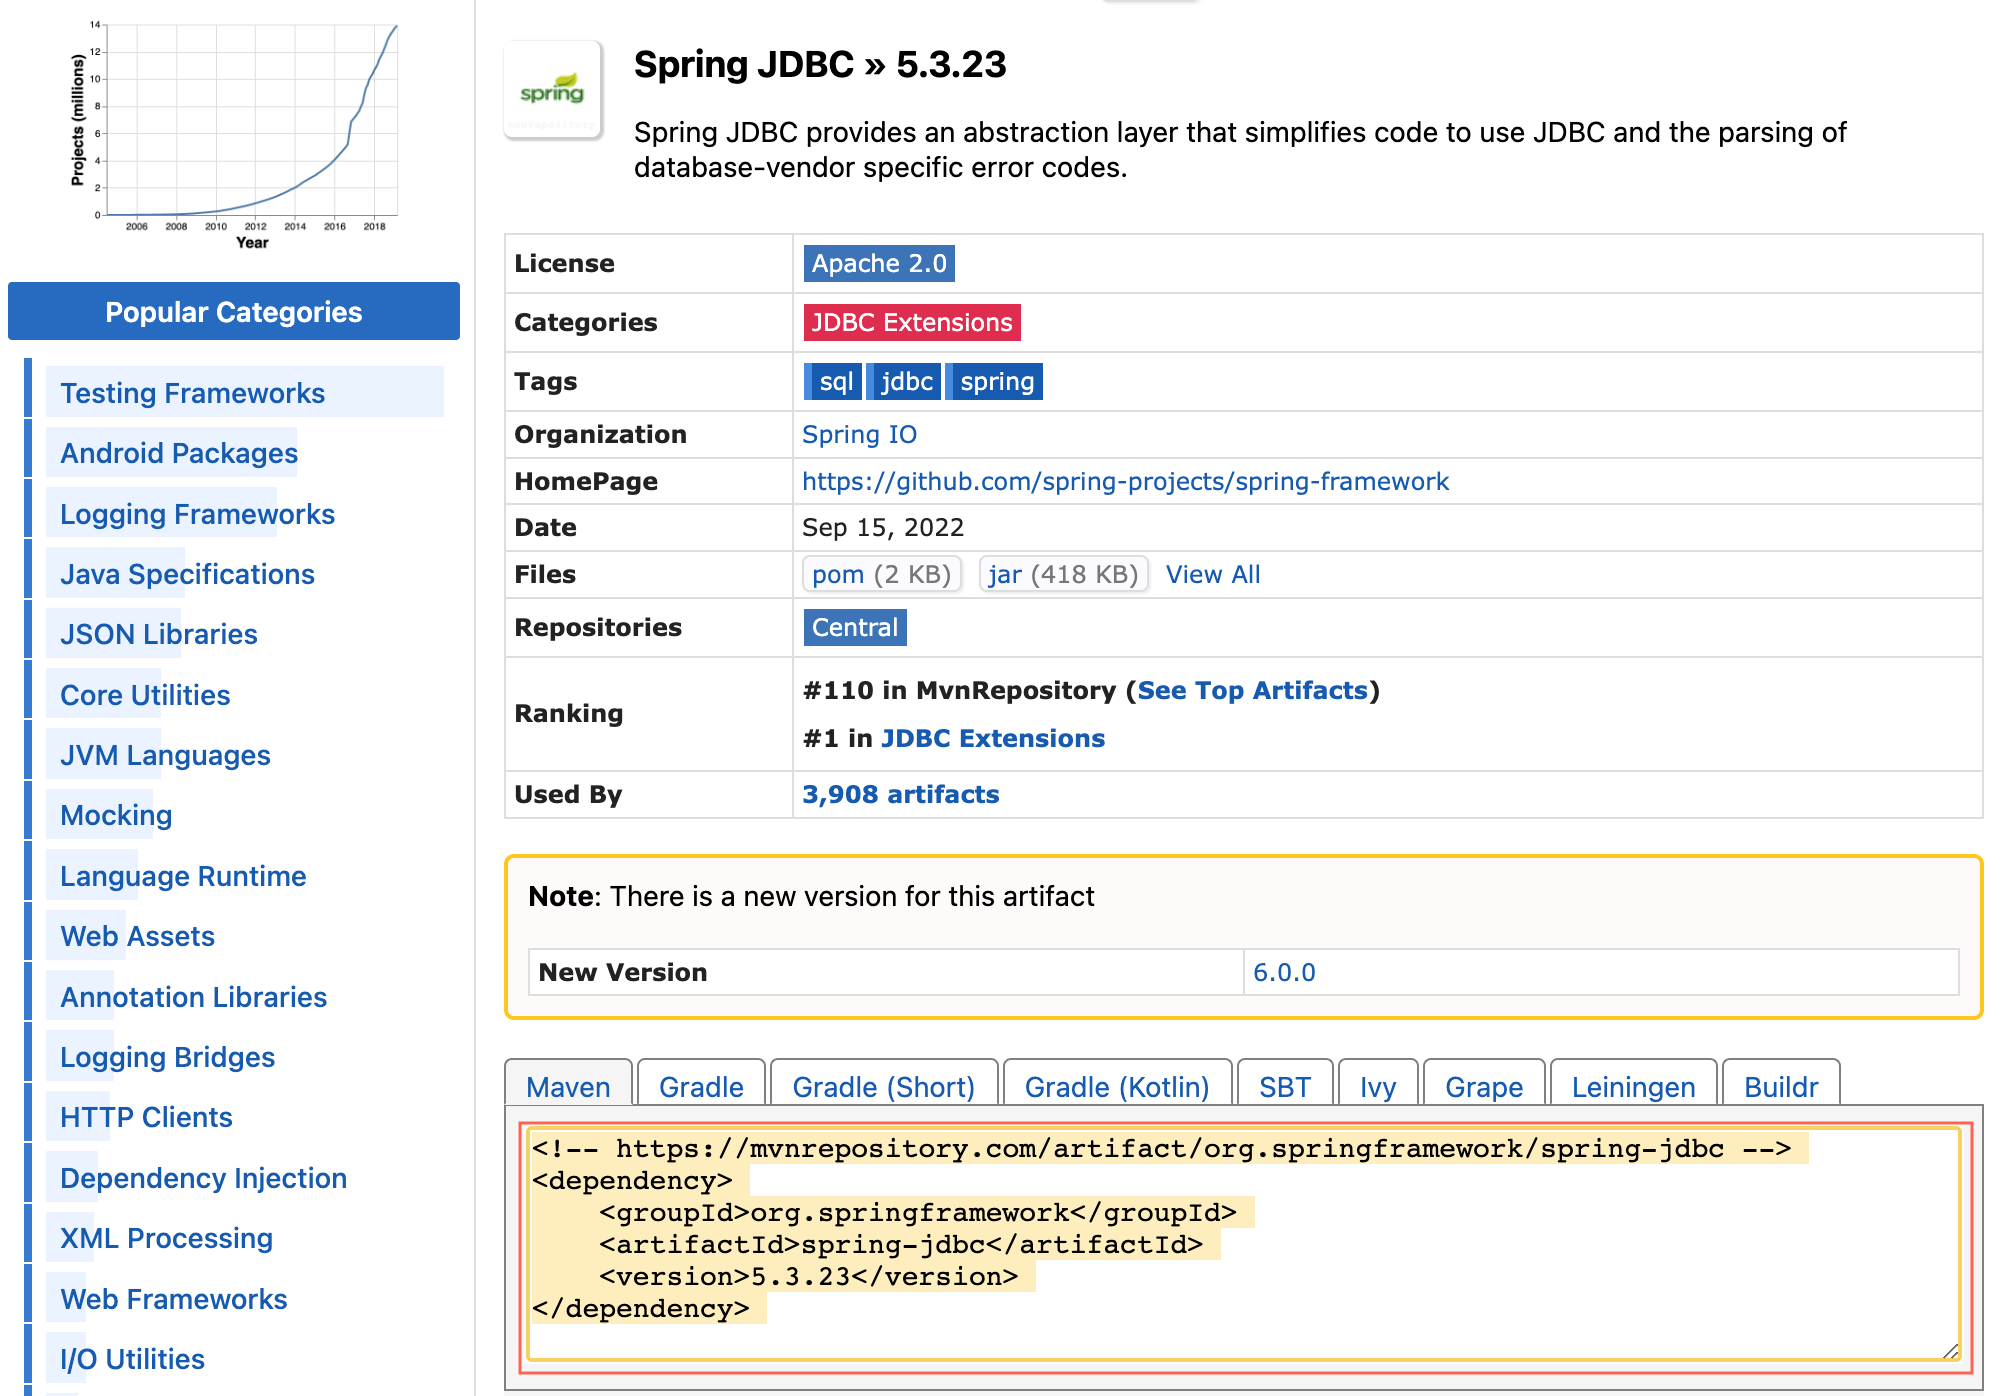 14
12
10
8
6
4
2
0
Projects (millions)
2006 2008 2010 2012 2014 2016 2018
Year
Popular Categories
Testing Frameworks
Android Packages
Logging Frameworks
Java Specifications
JSON Libraries
Core Utilities
JVM Languages
Mocking
Language Runtime
Web Assets
Annotation Libraries
Logging Bridges
HTTP Clients
Dependency Injection
XML Processing
Web Frameworks
I/O Utilities
spring
mvnrepository
Spring JDBC » 5.3.23
Spring JDBC provides an abstraction layer that simplifies code to use JDBC and the parsing of
database-vendor specific error codes.
License Apache 2.0
Categories JDBC Extensions
Tags sql jdbc spring
Organization Spring IO
HomePage https://github.com/spring-projects/spring-framework
Date Sep 15, 2022
Files pom (2 KB) jar (418 KB) View All
Repositories Central
Ranking #110 in MvnRepository (See Top Artifacts)
#1 in JDBC Extensions
Used By 3,908 artifacts
Note: There is a new version for this artifact
New Version 6.0.0
Maven Gradle Gradle (Short) Gradle (Kotlin) SBT Ivy Grape Leiningen Buildr
<!-- https://mvnrepository.com/artifact/org.springframework/spring-jdbc -->
<dependency>
    <groupId>org.springframework</groupId>
    <artifactId>spring-jdbc</artifactId>
    <version>5.3.23</version>
</dependency>